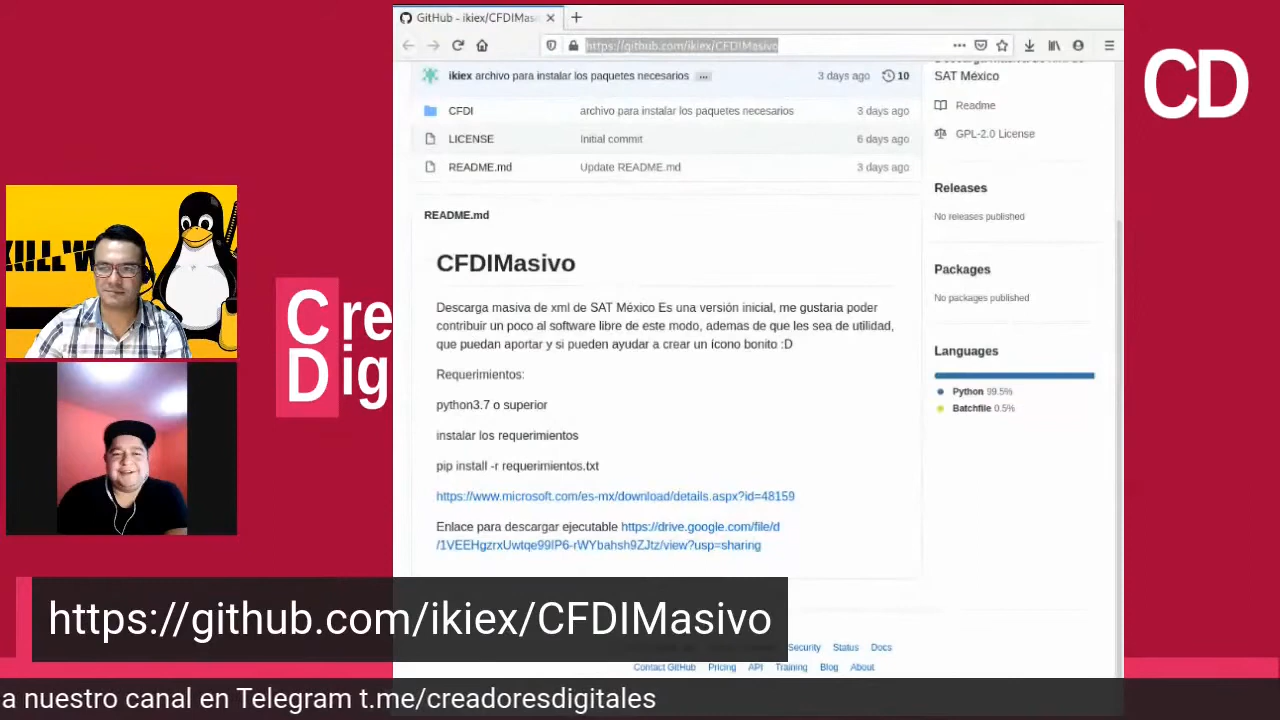 GitHub - ikiex/CFDIMas
https://github.com/ikiex/CFDIMasivo
ikiex archivo para instalar los paquetes necesarios ... 3 days ago 10
CFDI archivo para instalar los paquetes necesarios 3 days ago
LICENSE Initial commit 6 days ago
README.md Update README.md 3 days ago
SAT México
Readme
GPL-2.0 License
Releases
No releases published
Packages
No packages published
Languages
Python 99.5%
Batchfile 0.5%
README.md
CFDIMasivo
Descarga masiva de xml de SAT México Es una versión inicial, me gustaria poder
contribuir un poco al software libre de este modo, ademas de que les sea de utilidad,
que puedan aportar y si pueden ayudar a crear un ícono bonito :D
Requerimientos:
python3.7 o superior
instalar los requerimientos
pip install -r requerimientos.txt
https://www.microsoft.com/es-mx/download/details.aspx?id=48159
Enlace para descargar ejecutable https://drive.google.com/file/d
/1VEEHgzrxUwtqe99IP6-rWYbahsh9ZJtz/view?usp=sharing
Security Status Docs
Contact GitHub Pricing API Training Blog About
CD
KILL
Cre
Dig
https://github.com/ikiex/CFDIMasivo
a nuestro canal en Telegram t.me/creadoresdigitales